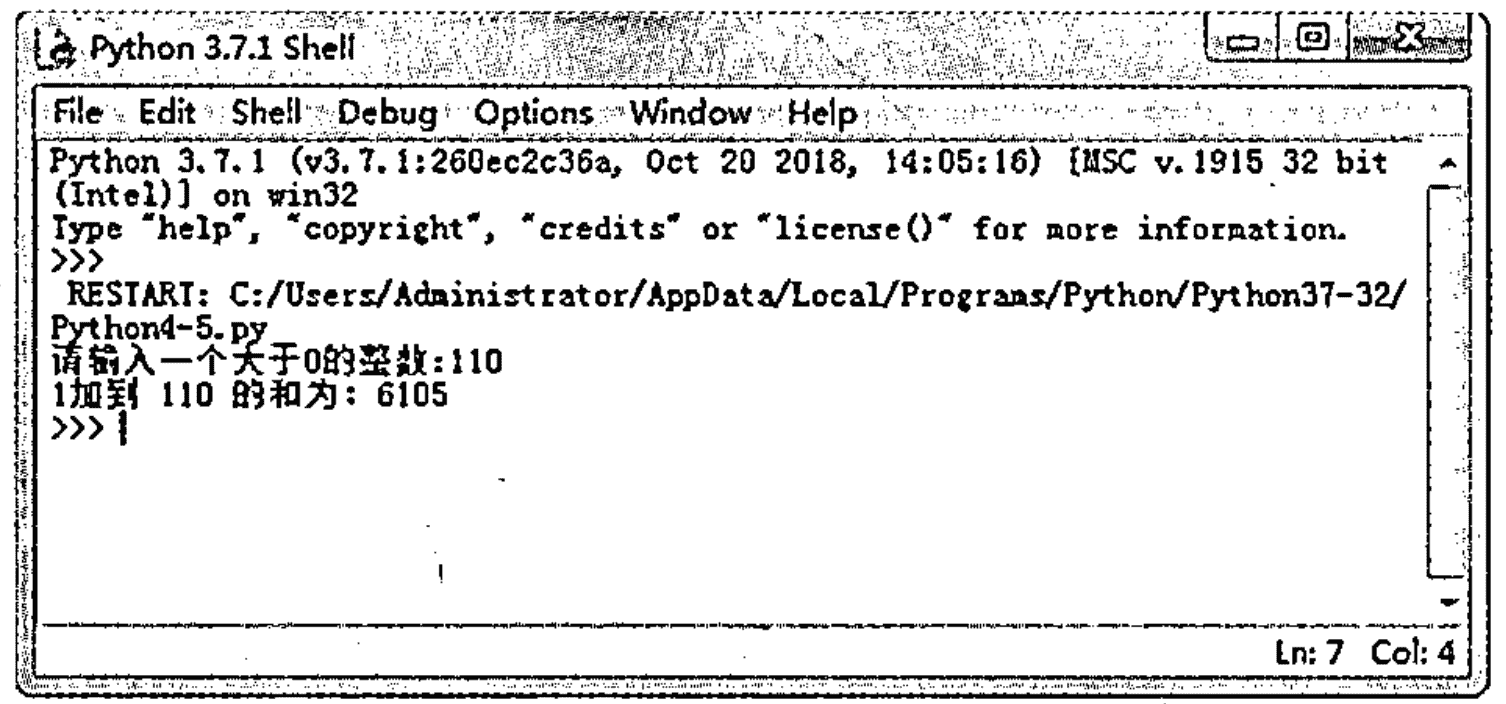 Python 3.7.1 Shell
File Edit Shell Debug Options Window Help
Python 3.7.1 (v3.7.1:260ec2c36a, Oct 20 2018, 14:05:16) [MSC v.1915 32 bit
(Intel)] on win32
Type "help", "copyright", "credits" or "license()" for more information.
>>>
RESTART: C:/Users/Administrator/AppData/Local/Programs/Python/Python37-32/
Python4-5.py
请输入一个大于0的整数:110
1加到 110 的和为: 6105
>>>
Ln: 7 Col: 4